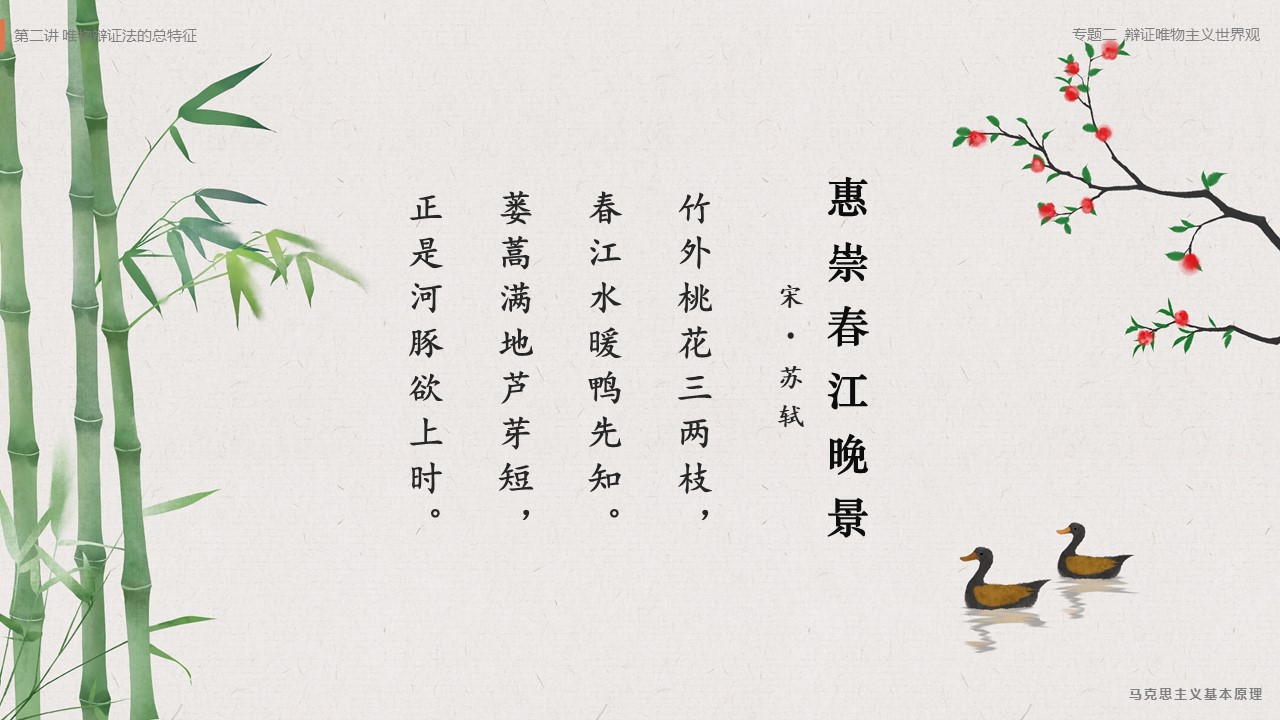 第二讲 唯物辩证法的总特征
专题二 辩证唯物主义世界观
惠崇春江晚景
宋·苏轼
竹外桃花三两枝，
春江水暖鸭先知。
蒌蒿满地芦芽短，
正是河豚欲上时。
马克思主义基本原理